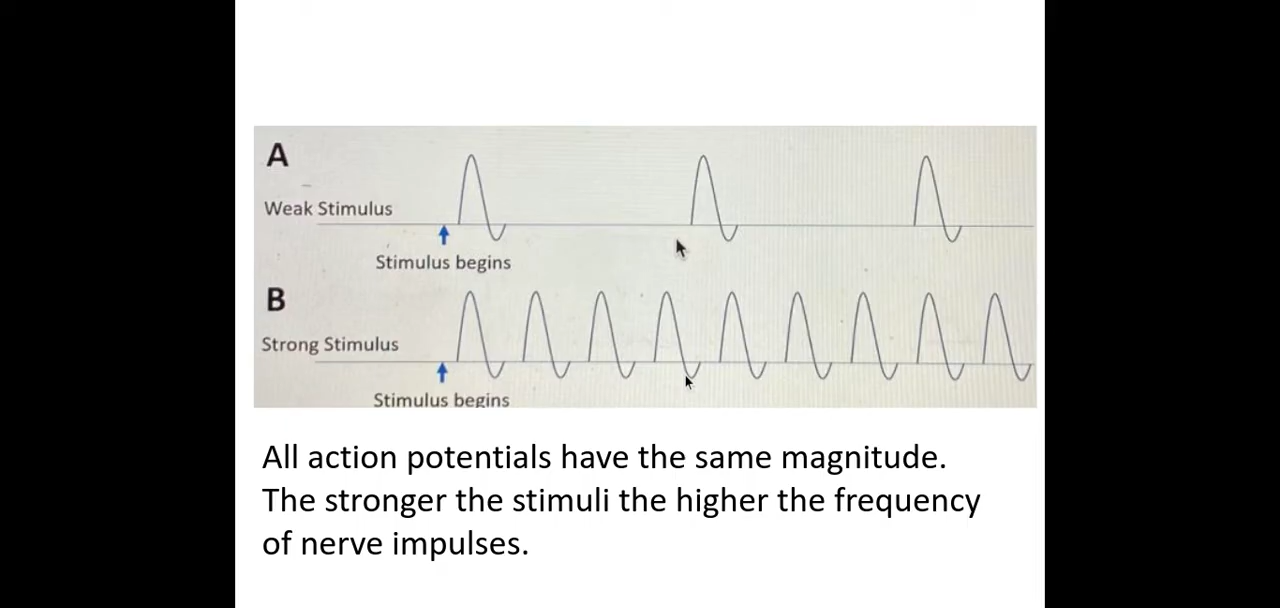 A
Weak Stimulus
Stimulus begins
B
Strong Stimulus
Stimulus begins
All action potentials have the same magnitude.
The stronger the stimuli the higher the frequency
of nerve impulses.